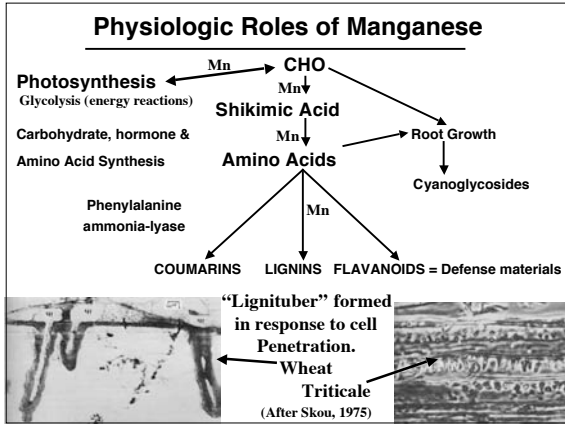 Physiologic Roles of Manganese
Mn
CHO
Photosynthesis
Glycolysis (energy reactions)
Mn
Shikimic Acid
Carbohydrate, hormone &
Amino Acid Synthesis
Mn
Root Growth
Amino Acids
Cyanoglycosides
Phenylalanine
ammonia-lyase
Mn
COUMARINS LIGNINS FLAVANOIDS = Defense materials
“Lignituber” formed
in response to cell
Penetration.
Wheat
Triticale
(After Skou, 1975)